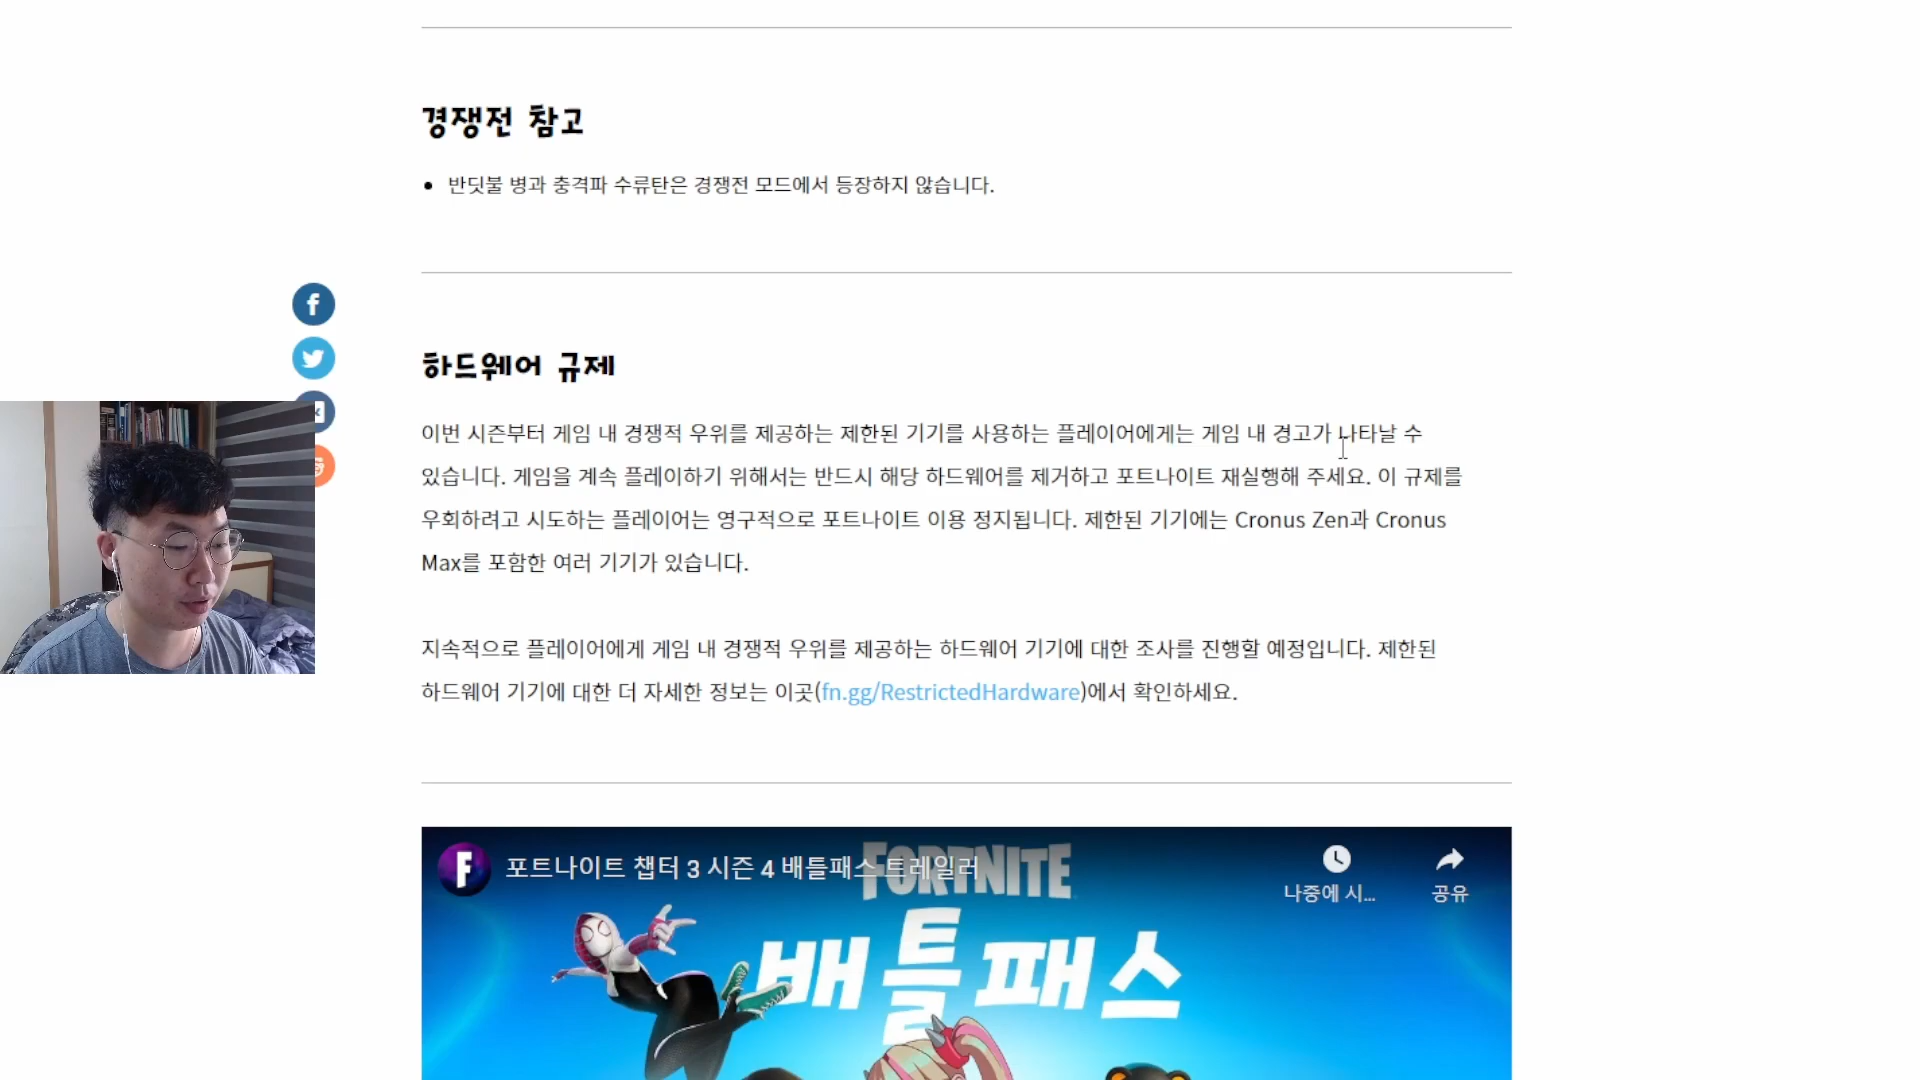 경쟁전 참고
반딧불 병과 충격파 수류탄은 경쟁전 모드에서 등장하지 않습니다.
하드웨어 규제
이번 시즌부터 게임 내 경쟁적 우위를 제공하는 제한된 기기를 사용하는 플레이어에게는 게임 내 경고가 나타날 수
있습니다. 게임을 계속 플레이하기 위해서는 반드시 해당 하드웨어를 제거하고 포트나이트 재실행해 주세요. 이 규제를
우회하려고 시도하는 플레이어는 영구적으로 포트나이트 이용 정지됩니다. 제한된 기기에는 Cronus Zen과 Cronus
Max를 포함한 여러 기기가 있습니다.
지속적으로 플레이어에게 게임 내 경쟁적 우위를 제공하는 하드웨어 기기에 대한 조사를 진행할 예정입니다. 제한된
하드웨어 기기에 대한 더 자세한 정보는 이곳(fn.gg/RestrictedHardware)에서 확인하세요.
포트나이트 챕터 3 시즌 4 배틀패스 트레일러
나중에 시...
공유
FORTNITE
배틀패스